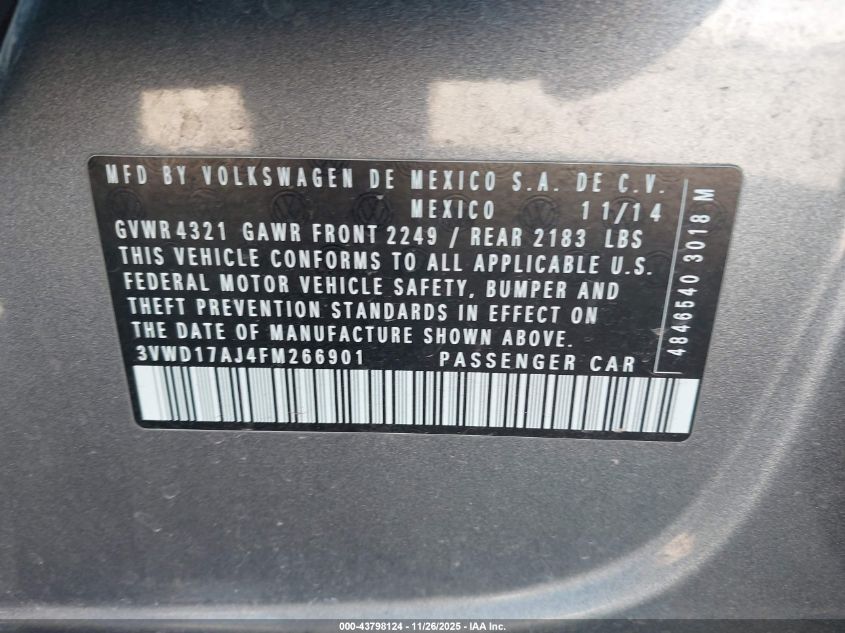 MFD BY VOLKSWAGEN DE MEXICO S.A. DE C.V.
MEXICO 11/14
GVWR 4321 GAWR FRONT 2249 / REAR 2183 LBS
THIS VEHICLE CONFORMS TO ALL APPLICABLE U.S.
FEDERAL MOTOR VEHICLE SAFETY, BUMPER AND
THEFT PREVENTION STANDARDS IN EFFECT ON
THE DATE OF MANUFACTURE SHOWN ABOVE.
3VWD17AJ4FM266901 PASSENGER CAR
4846540 3018 M
000-43798124 - 11/26/2025 - IAA Inc.